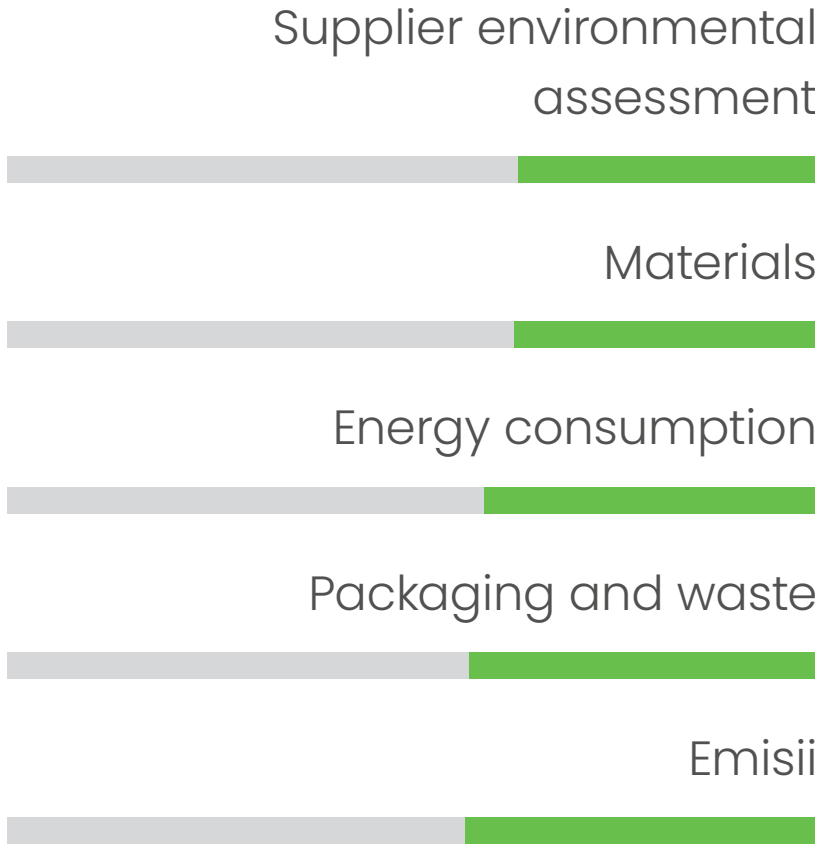 Supplier environmental
assessment
Materials
Energy consumption
Packaging and waste
Emisii